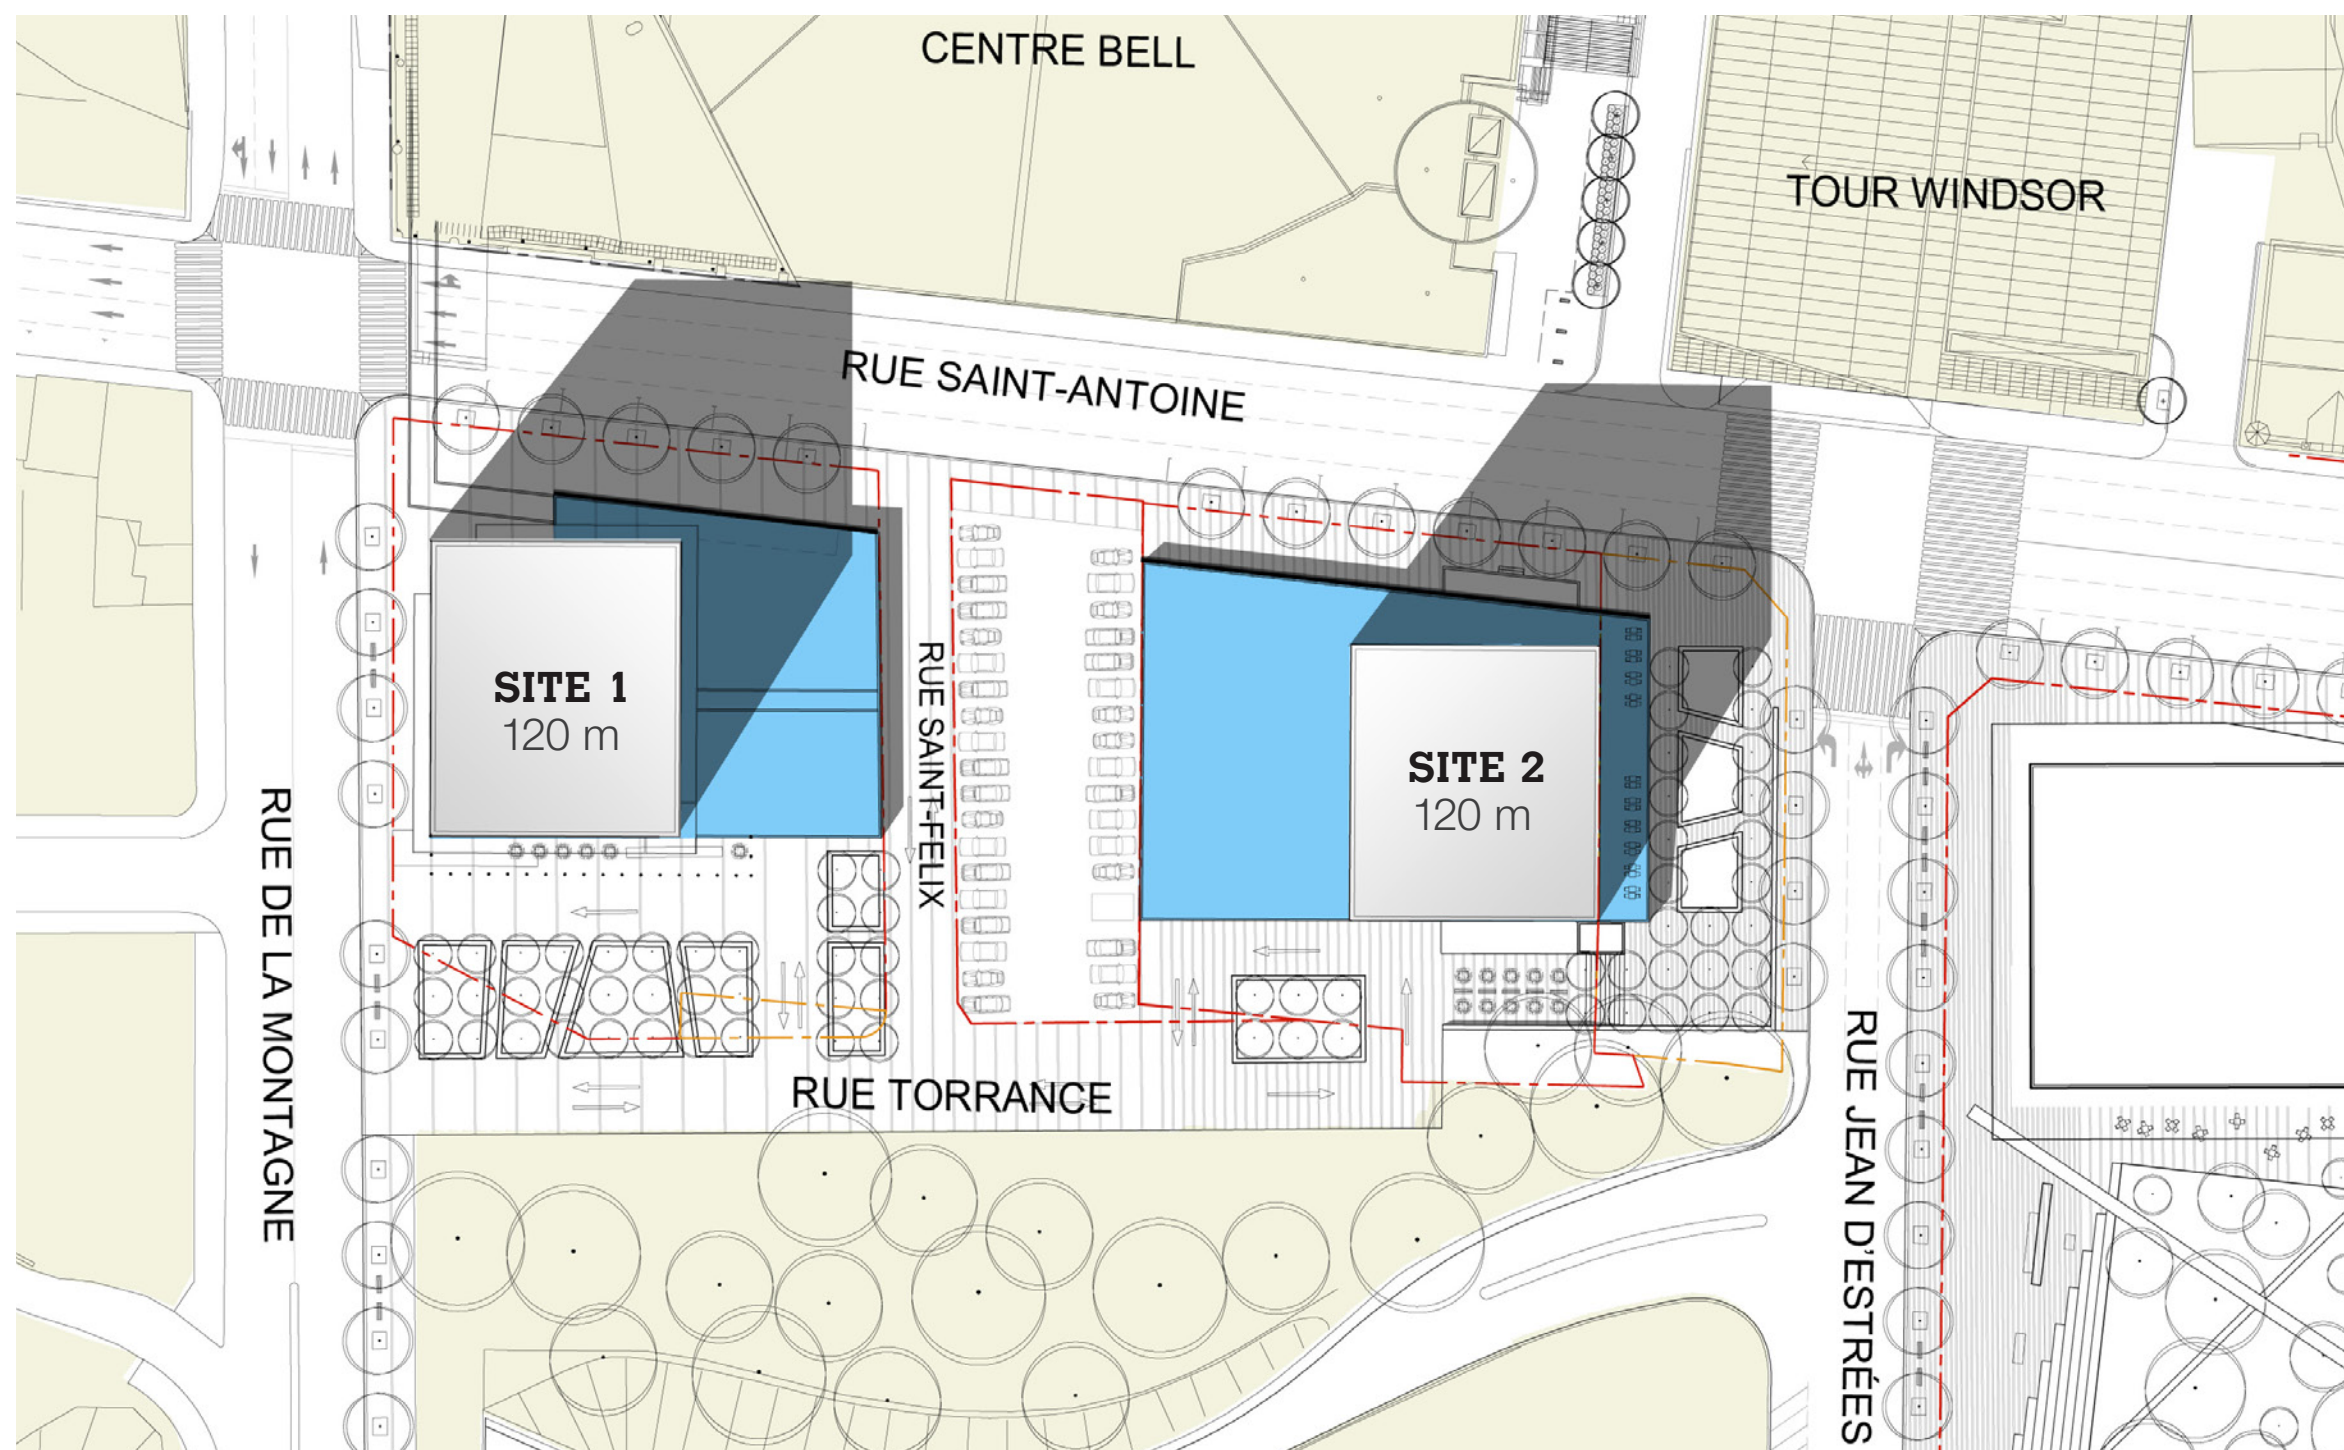 CENTRE BELL
TOUR WINDSOR
RUE SAINT-ANTOINE
SITE 1
120 m
RUE SAINT-FELIX
SITE 2
120 m
RUE DE LA MONTAGNE
RUE TORRANCE
RUE JEAN D'ESTRÉES